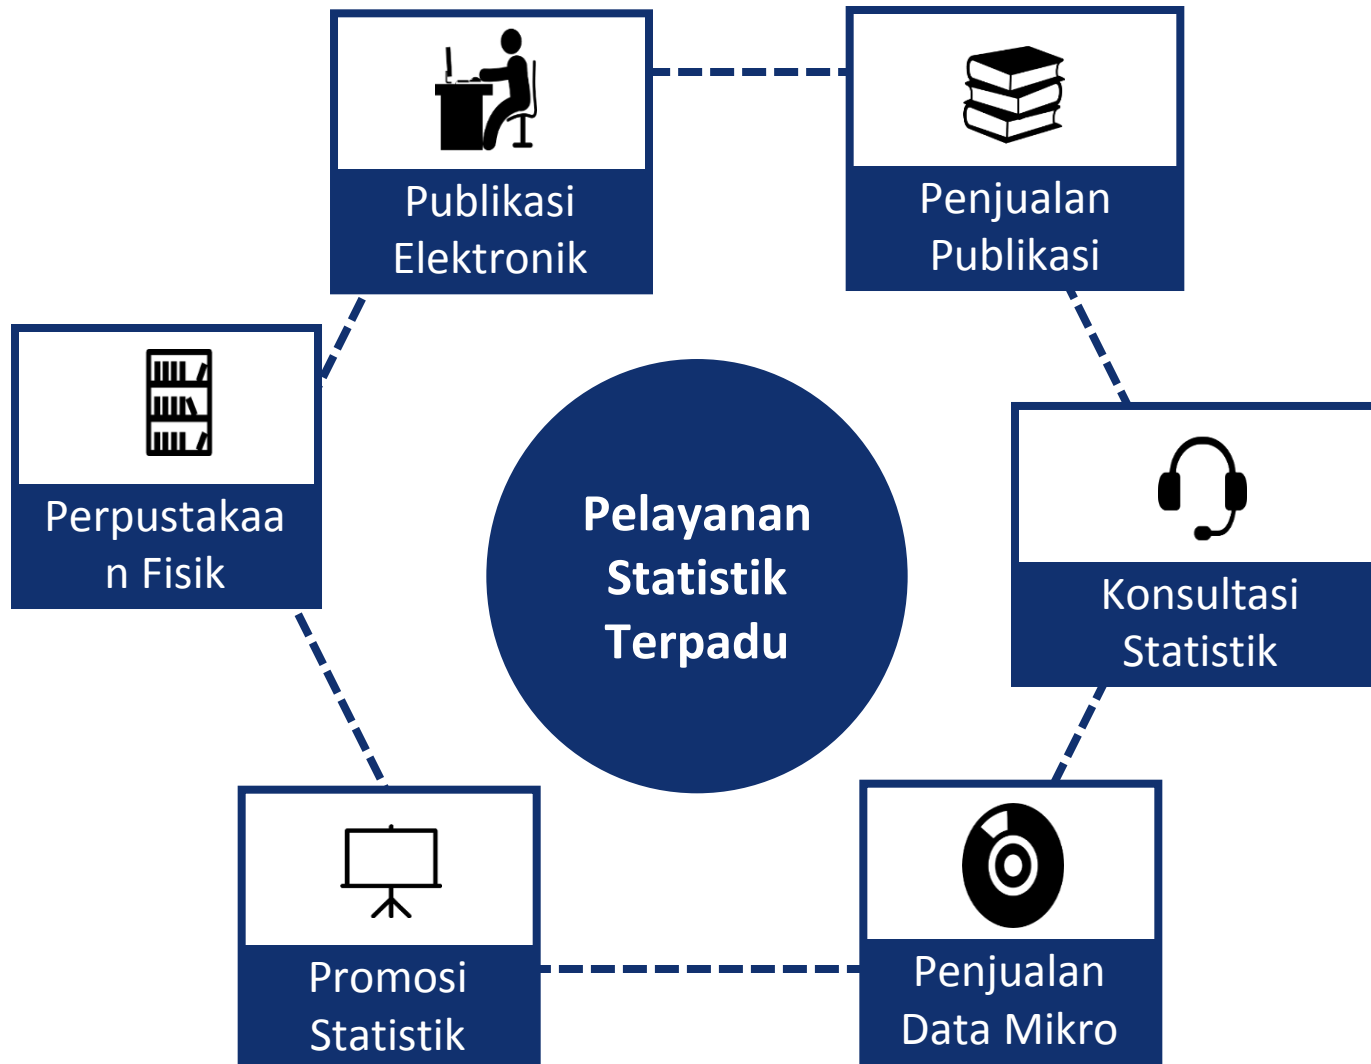 Publikasi
Elektronik
Penjualan
Publikasi
Perpustakaa
n Fisik
Pelayanan
Statistik
Terpadu
Konsultasi
Statistik
Promosi
Statistik
Penjualan
Data Mikro